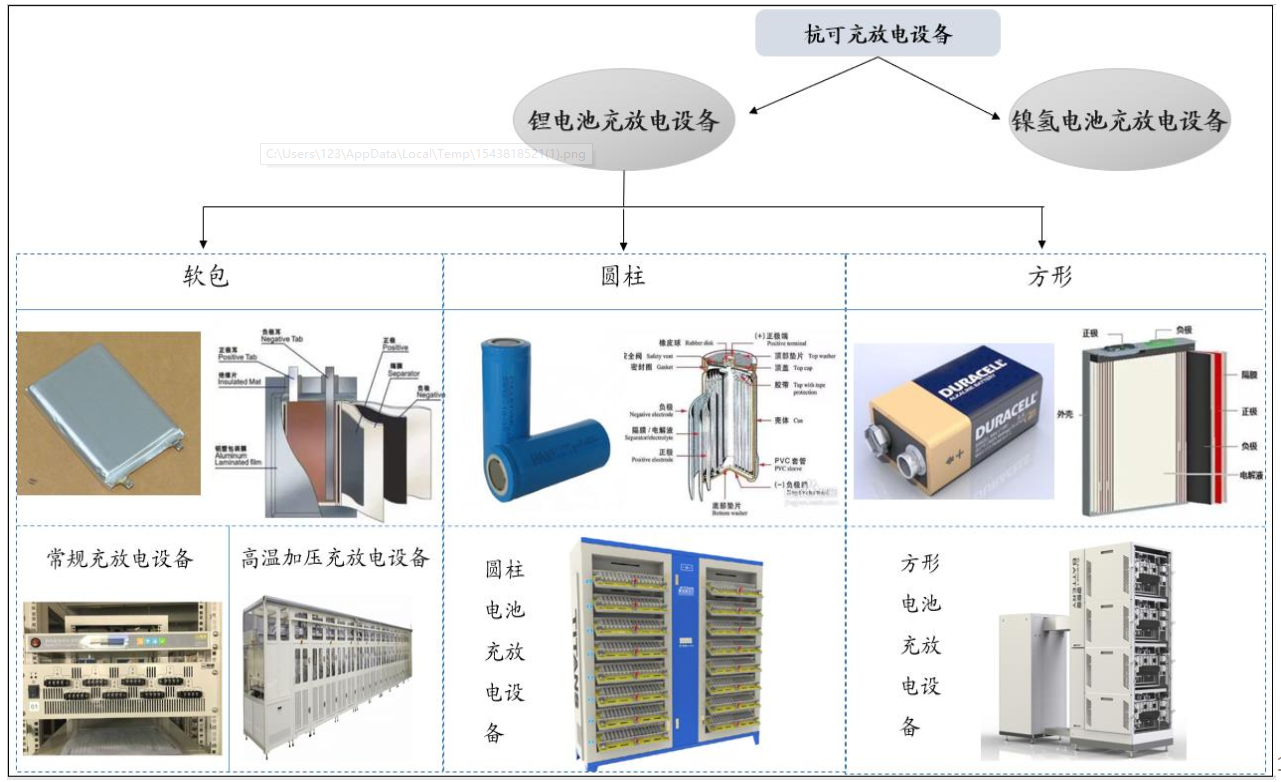 杭可充放电设备
钽电池充放电设备
镍氢电池充放电设备
C:\Users\123\AppData\Local\Temp\1543818521(1).png
软包
圆柱
方形
负极耳
Negative Tab
正极耳
Positive Tab
绝缘片
Insulated Mat
正极
Positive
隔膜
Separator
负极
Negative
铝塑包装膜
Aluminum
Laminated film
橡皮球 Rubber disk
(+)正极端
Positive terminal
安全阀 Safety vent
顶部垫片 Top washer
密封圈 Gasket
顶盖 Top cap
胶带 Tap with tape
protection
负极
Negative electrode
壳体 Can
隔膜/电解液
Separator/electrolyte
正极
Positive electrode
PVC 套管
PVC sleeve
(-)负极
底部垫片
Bottom washer
DURACELL
ALKALINE BATTERY
DURACELL
正极
负极
隔膜
正极
外壳
负极
电解液
常规充放电设备
高温加压充放电设备
01
圆柱
电池
充放
电设
备
方形
电池
充放
电设
备
BATTERY